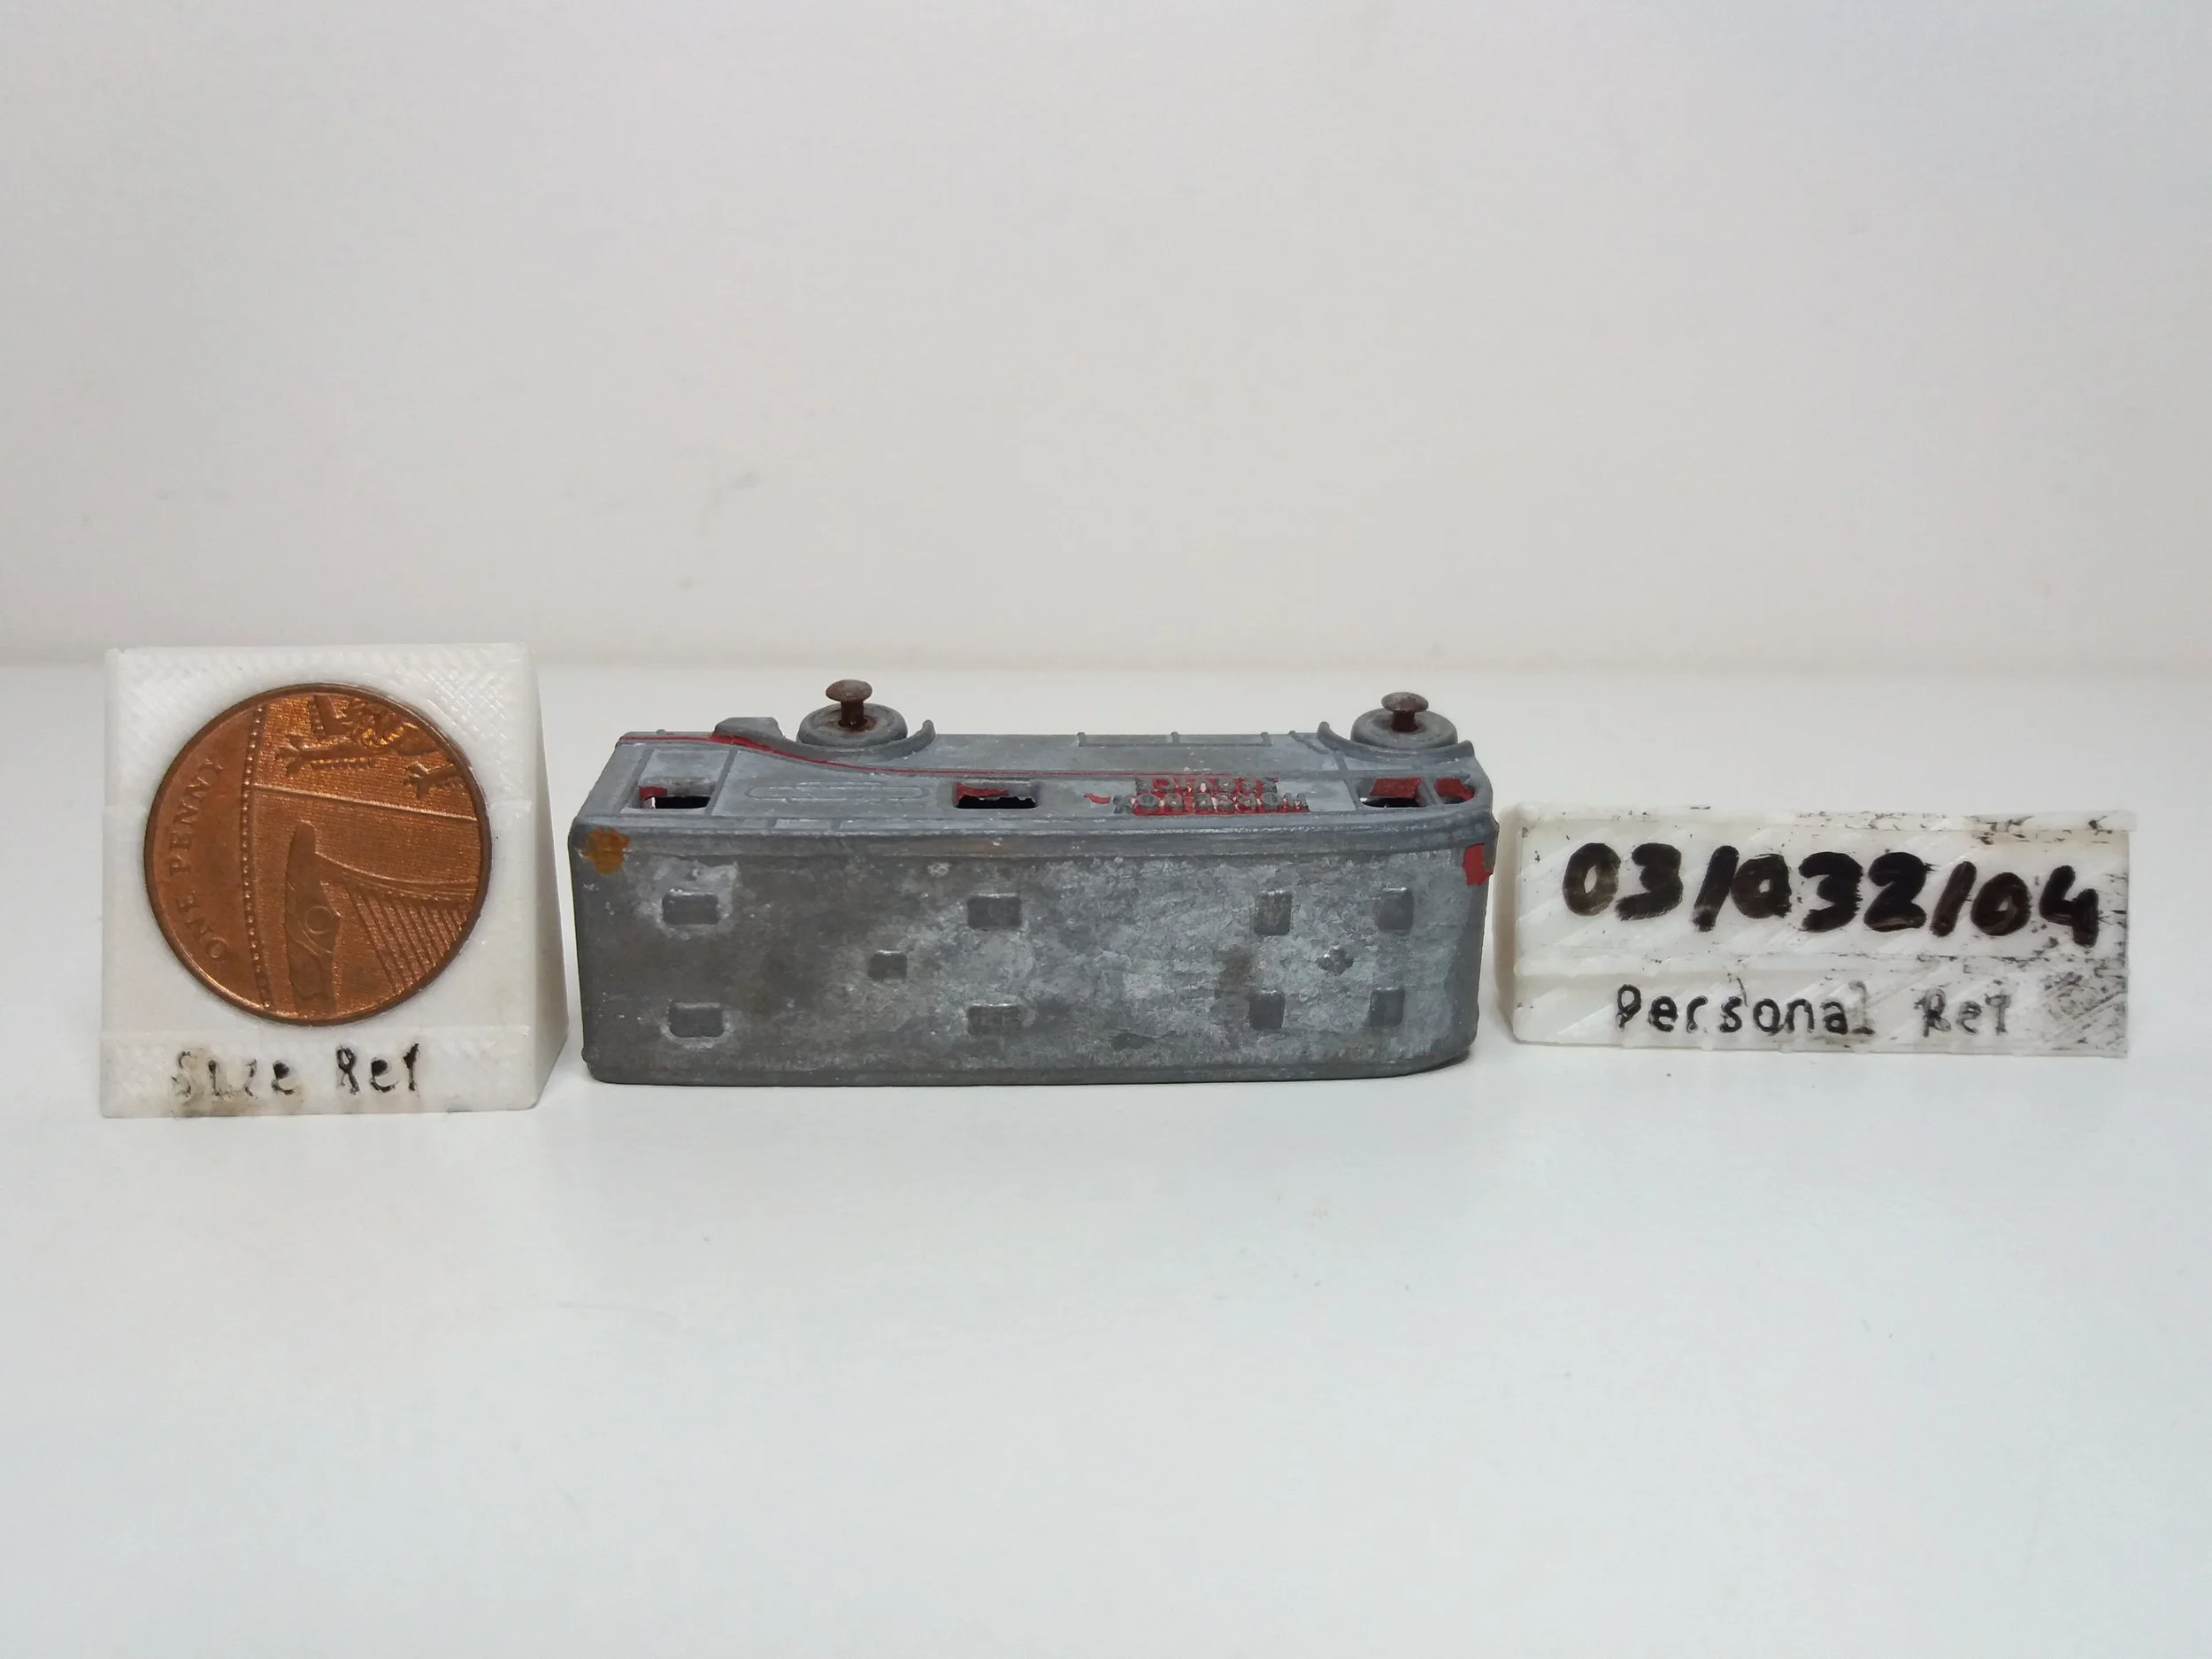 ONE PENNY
Size Ref
03/032/04
Personal Ref